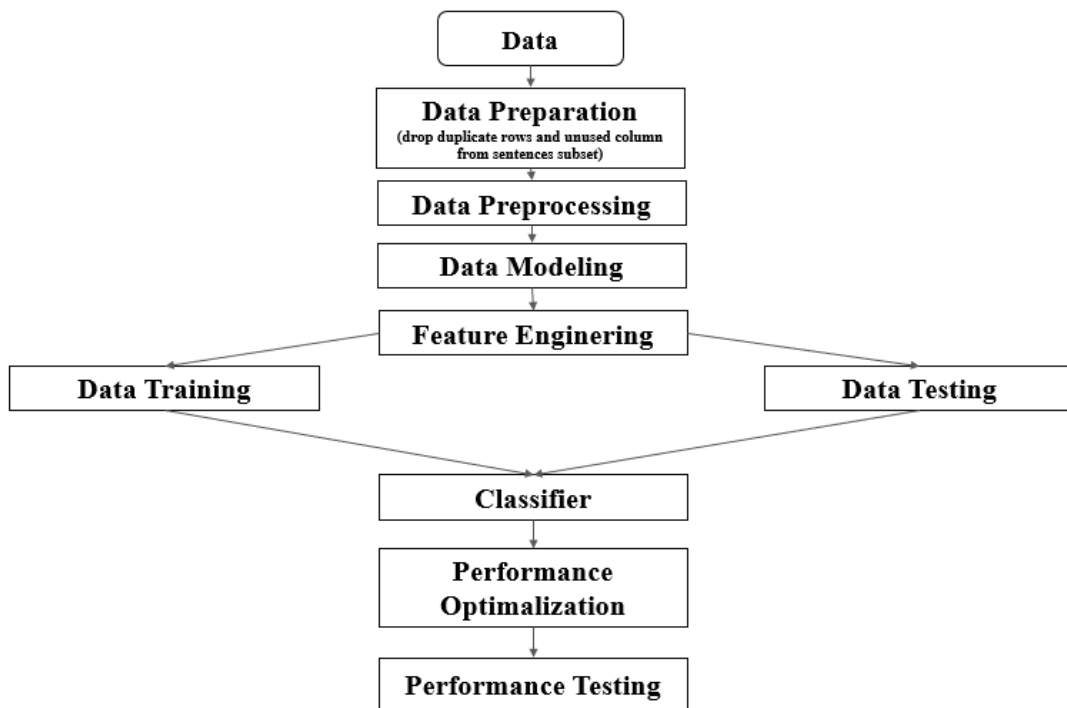 Data
Data Preparation
(drop duplicate rows and unused column
from sentences subset)
Data Preprocessing
Data Modeling
Feature Enginering
Data Training
Data Testing
Classifier
Performance
Optimalization
Performance Testing